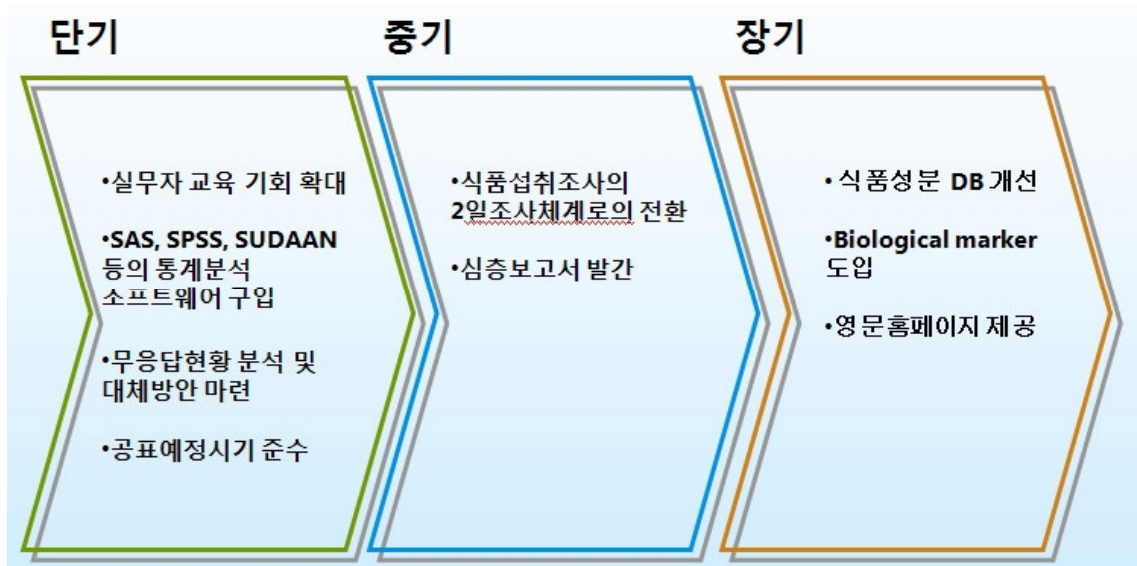 단기
•실무자 교육 기회 확대
•SAS, SPSS, SUDAAN
등의 통계분석
소프트웨어 구입
•무응답현황 분석 및
대체방안 마련
•공표예정시기 준수
중기
•식품섭취조사의
2일조사체계로의 전환
•심층보고서 발간
장기
• 식품성분 DB 개선
•Biological marker
도입
•영문홈페이지 제공